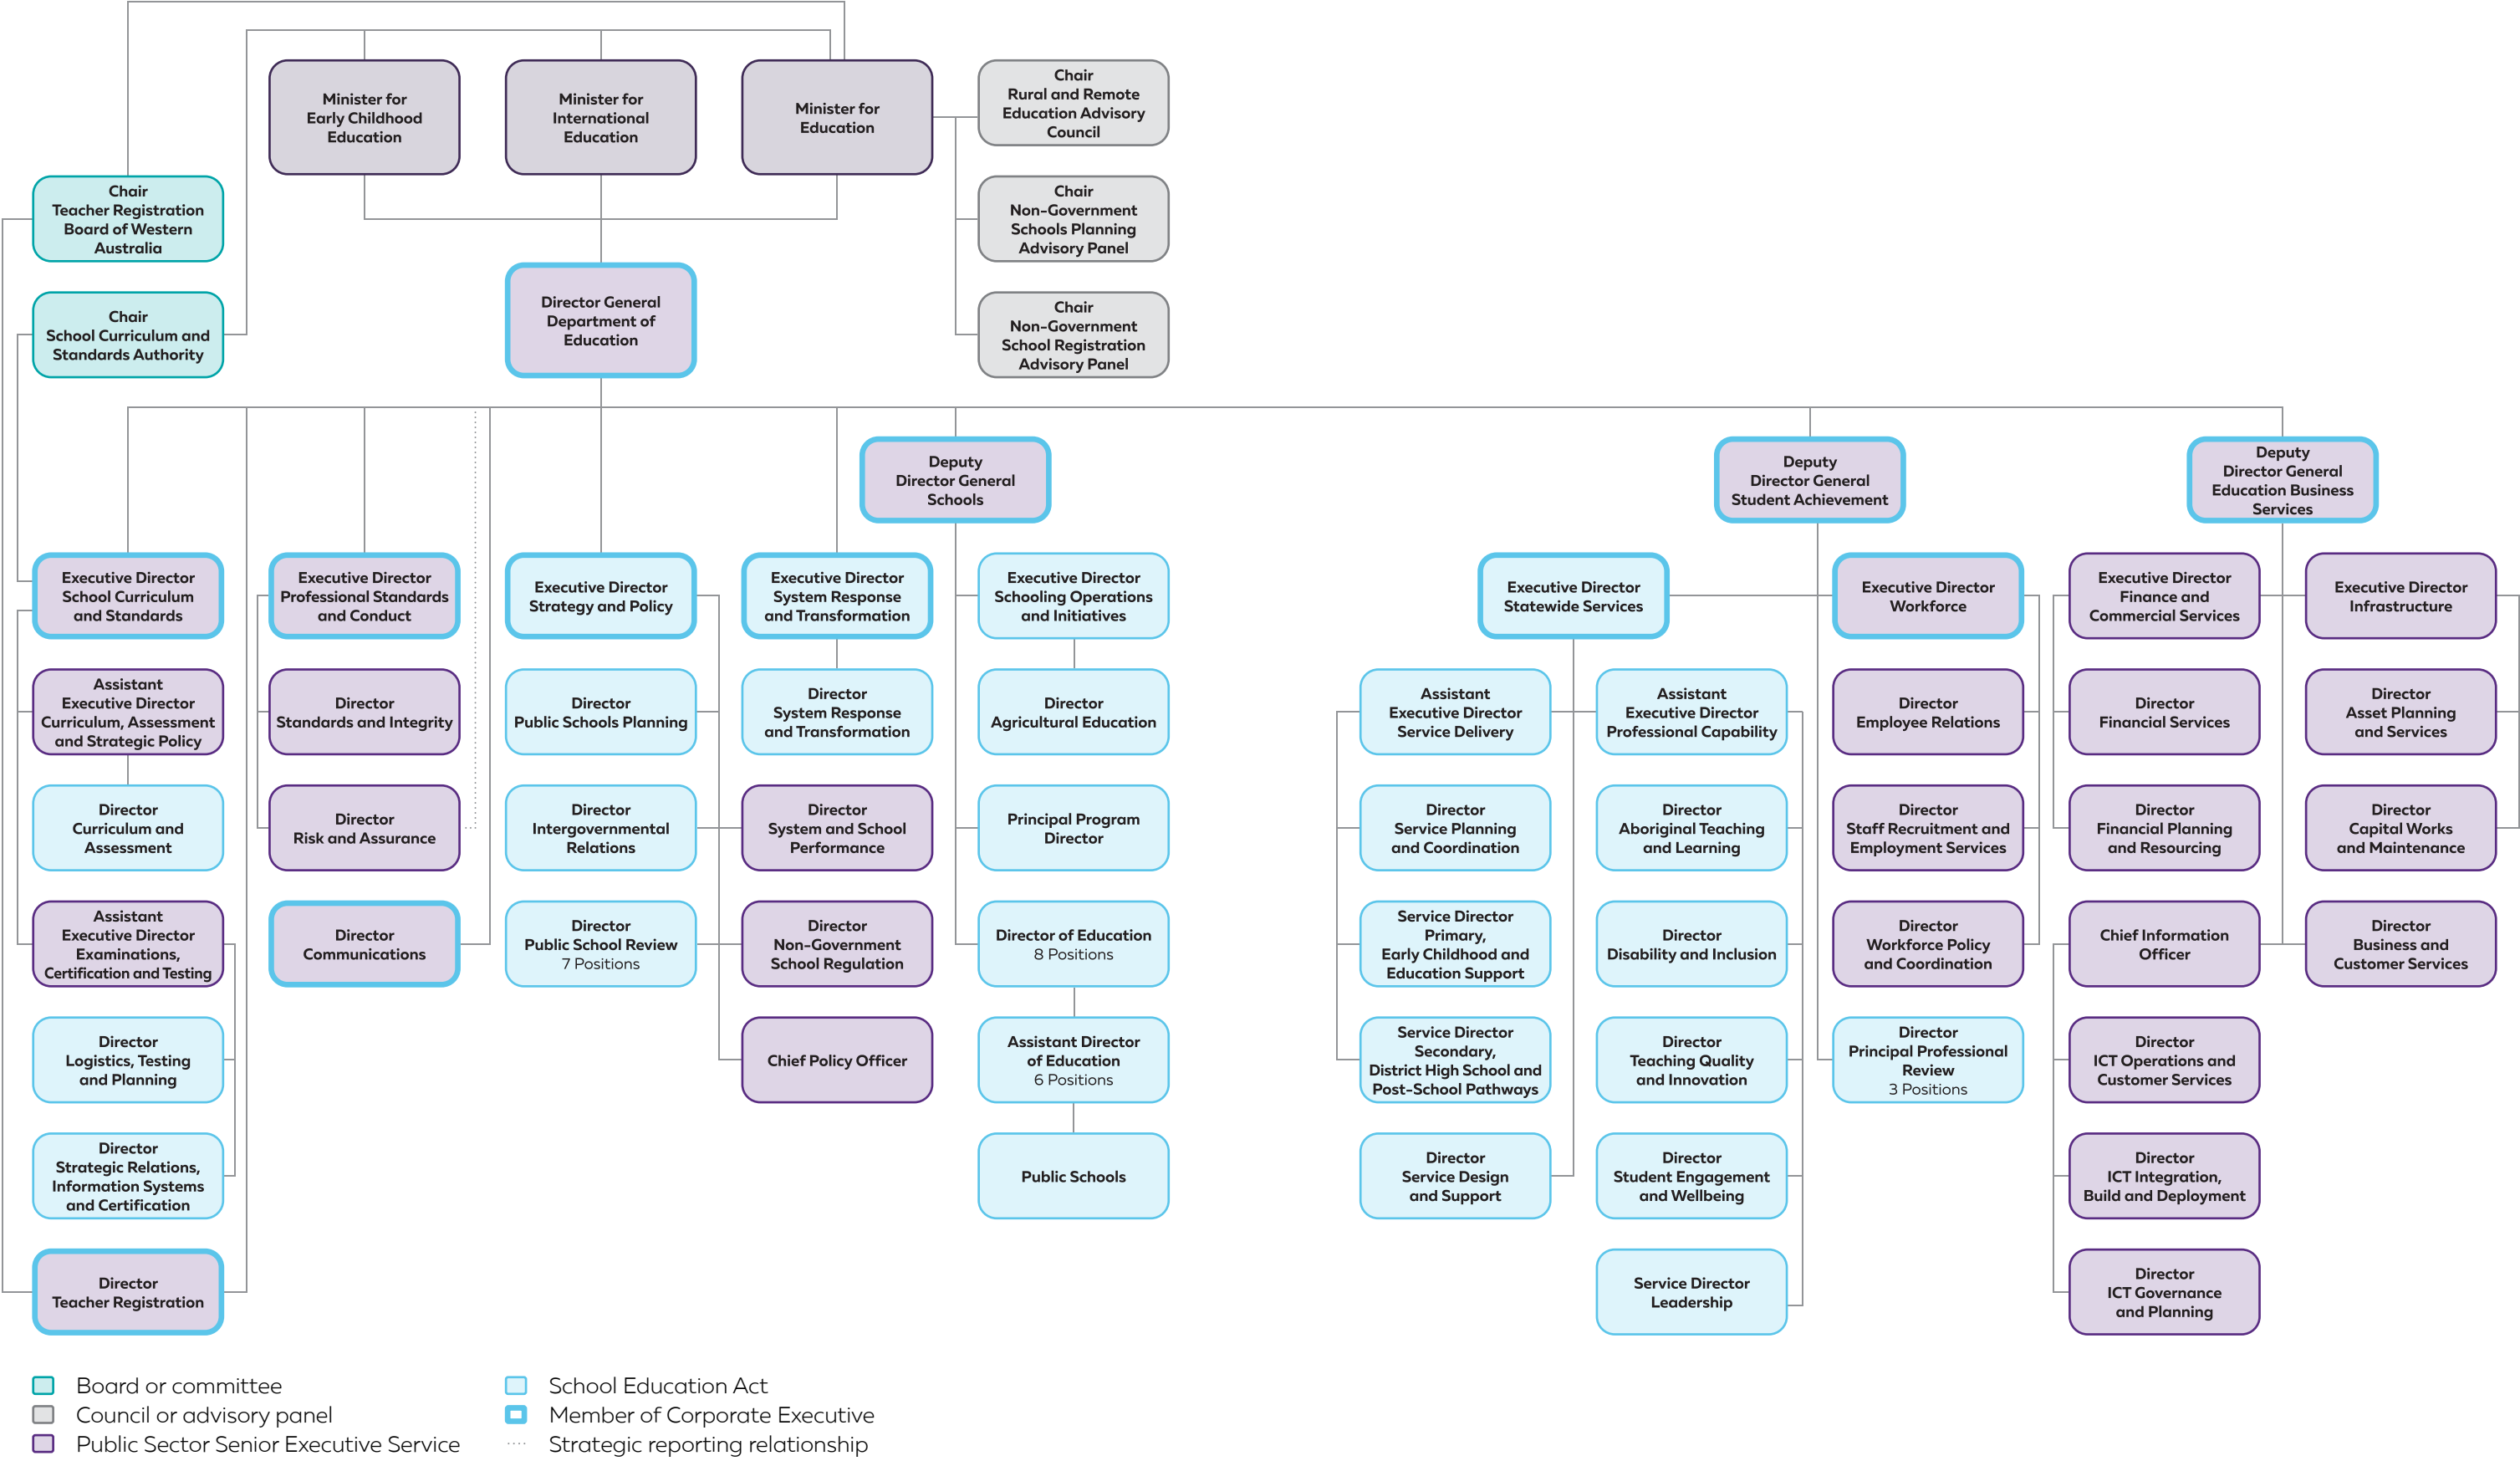 Minister for
Early Childhood
Education
Minister for
International
Education
Minister for
Education
Chair
Rural and Remote
Education Advisory
Council
Chair
Teacher Registration
Board of Western
Australia
Chair
Non-Government
Schools Planning
Advisory Panel
Chair
School Curriculum and
Standards Authority
Director General
Department of
Education
Chair
Non-Government
School Registration
Advisory Panel
Deputy
Director General
Schools
Deputy
Director General
Student Achievement
Deputy
Director General
Education Business
Services
Executive Director
School Curriculum
and Standards
Executive Director
Professional Standards
and Conduct
Executive Director
Strategy and Policy
Executive Director
System Response
and Transformation
Executive Director
Schooling Operations
and Initiatives
Executive Director
Statewide Services
Executive Director
Workforce
Executive Director
Finance and
Commercial Services
Executive Director
Infrastructure
Assistant
Executive Director
Curriculum, Assessment
and Strategic Policy
Director
Standards and Integrity
Director
Public Schools Planning
Director
System Response
and Transformation
Director
Agricultural Education
Assistant
Executive Director
Service Delivery
Assistant
Executive Director
Professional Capability
Director
Employee Relations
Director
Financial Services
Director
Asset Planning
and Services
Director
Curriculum and
Assessment
Director
Risk and Assurance
Director
Intergovernmental
Relations
Director
System and School
Performance
Principal Program
Director
Director
Service Planning
and Coordination
Director
Aboriginal Teaching
and Learning
Director
Staff Recruitment and
Employment Services
Director
Financial Planning
and Resourcing
Director
Capital Works
and Maintenance
Assistant
Executive Director
Examinations,
Certification and Testing
Director
Communications
Director
Public School Review
7 Positions
Director
Non-Government
School Regulation
Director of Education
8 Positions
Service Director
Primary,
Early Childhood and
Education Support
Director
Disability and Inclusion
Director
Workforce Policy
and Coordination
Chief Information
Officer
Director
Business and
Customer Services
Director
Logistics, Testing
and Planning
Chief Policy Officer
Assistant Director
of Education
6 Positions
Service Director
Secondary,
District High School and
Post-School Pathways
Director
Teaching Quality
and Innovation
Director
Principal Professional
Review
3 Positions
Director
ICT Operations and
Customer Services
Director
Strategic Relations,
Information Systems
and Certification
Public Schools
Director
Service Design
and Support
Director
Student Engagement
and Wellbeing
Director
ICT Integration,
Build and Deployment
Director
Teacher Registration
Service Director
Leadership
Director
ICT Governance
and Planning
Board or committee
Council or advisory panel
Public Sector Senior Executive Service
School Education Act
Member of Corporate Executive
Strategic reporting relationship